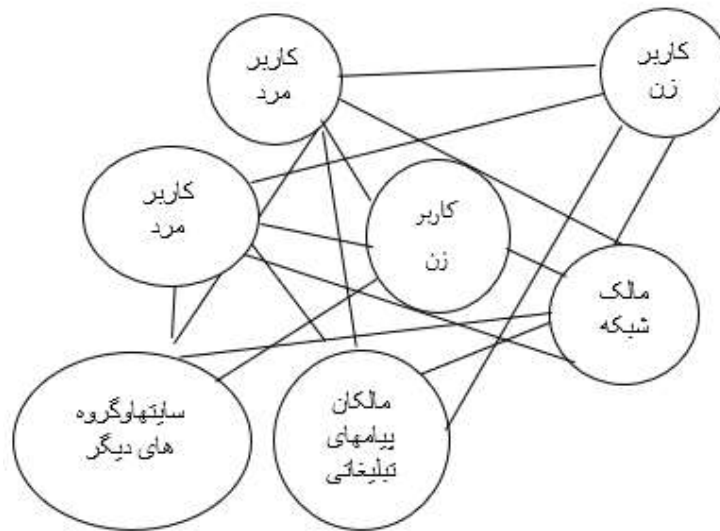 کاربر
زن
کاربر
مرد
کاربر
مرد
کاربر
زن
مالک
شبکه
سایتهاوگروه
های دیگر
مالکان
پیامهای
تبلیغاتی